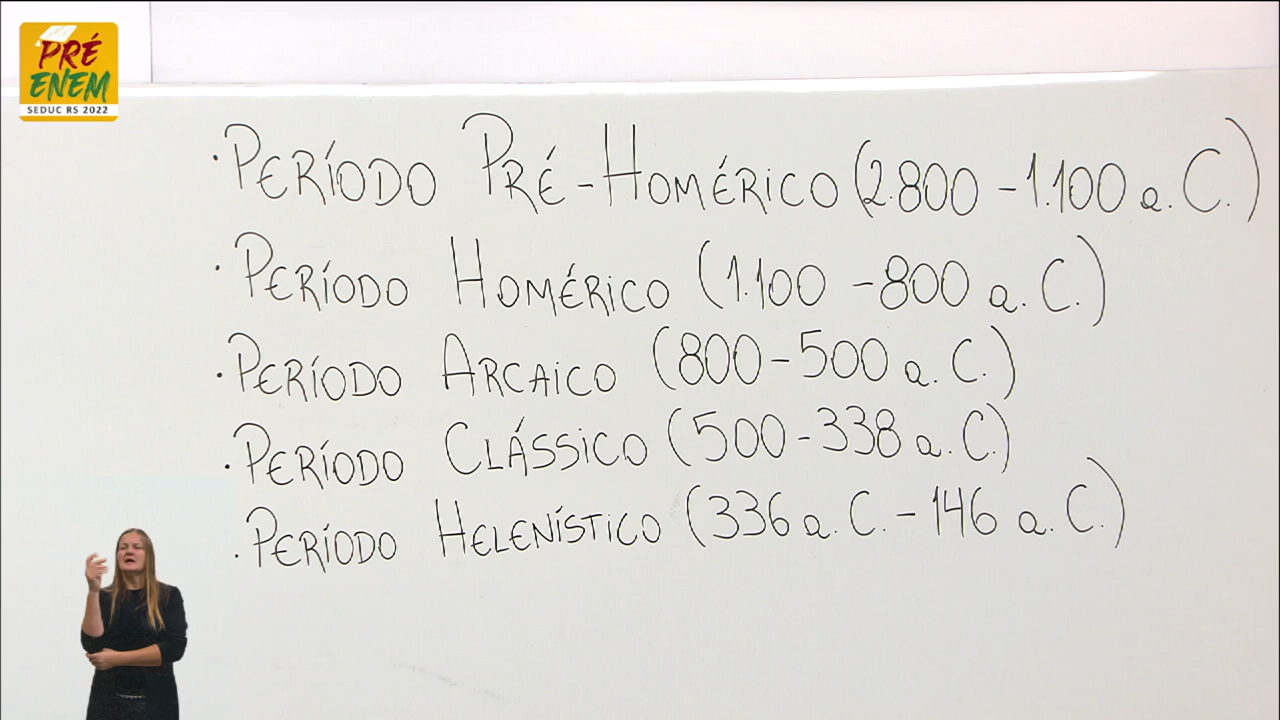 PRÉ
ENEM
SEDUC RS 2022
· PERÍODO PRÉ-HOMÉRICO (2.800 - 1.100 a. C.)
· PERÍODO HOMÉRICO (1.100 - 800 a. C.)
· PERÍODO ARCAICO (800 - 500 a. C.)
· PERÍODO CLÁSSICO (500 - 338 a. C)
· PERÍODO HELENÍSTICO (336 a. C. - 146 a. C.)